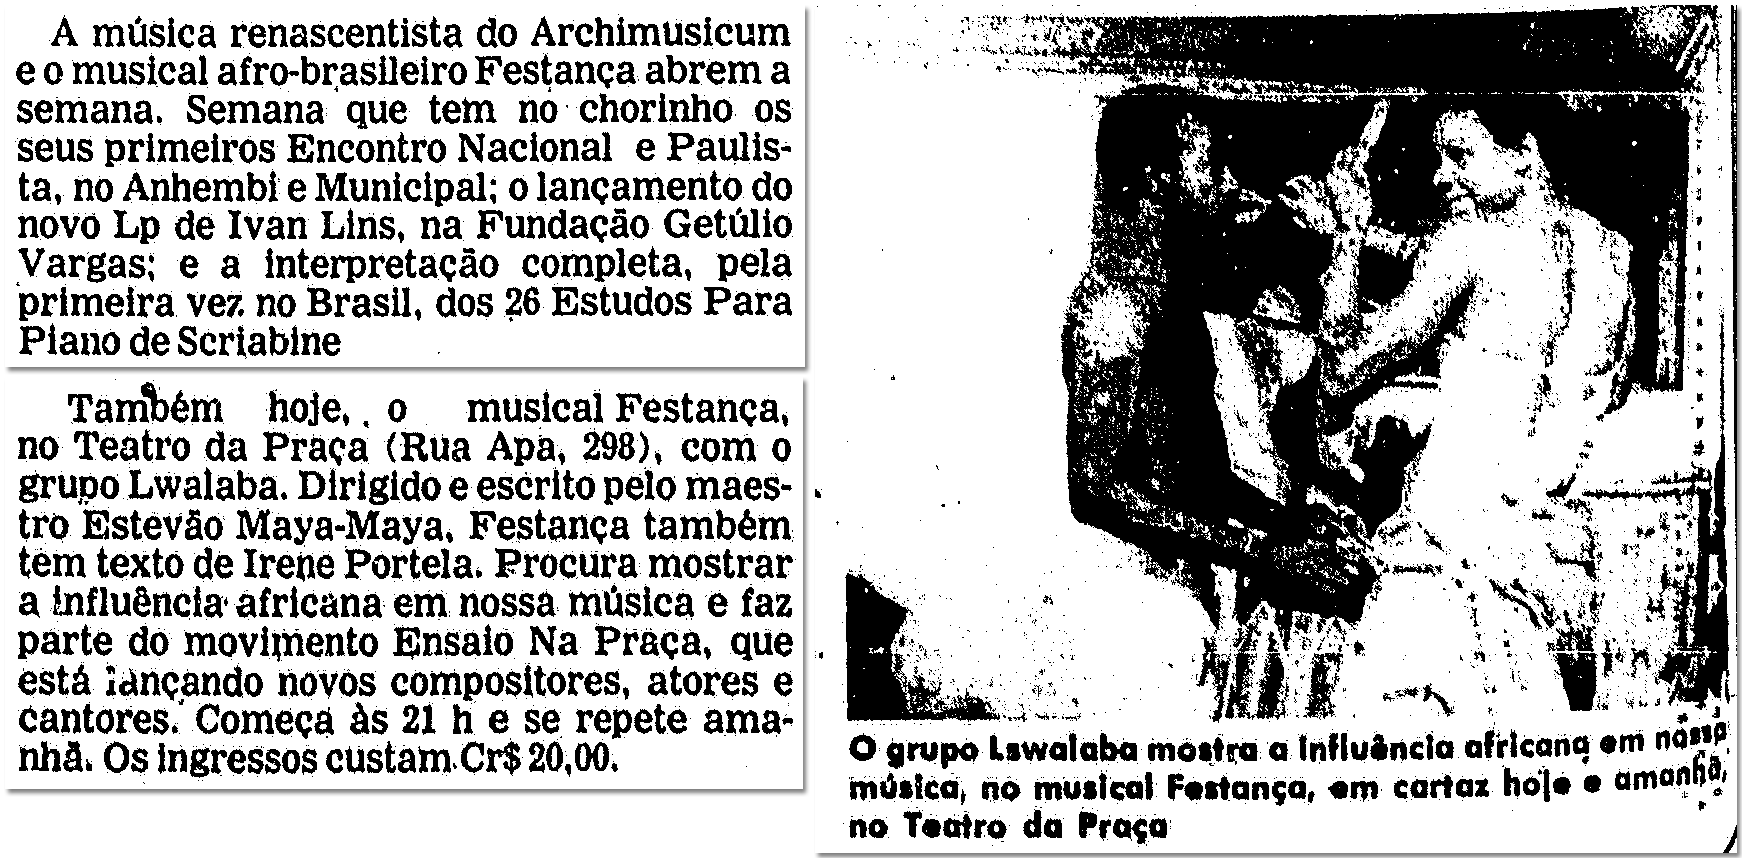 A música renascentista do Archimusicum
e o musical afro-brasileiro Festança abrem a
semana. Semana que tem no chorinho os
seus primeiros Encontro Nacional e Paulis-
ta, no Anhembi e Municipal; o lançamento do
novo Lp de Ivan Lins, na Fundação Getúlio
Vargas; e a interpretação completa, pela
primeira vez no Brasil, dos 26 Estudos Para
Piano de Scriabine
Também hoje, o musical Festança,
no Teatro da Praça (Rua Apa, 298), com o
grupo Lwalaba. Dirigido e escrito pelo maes-
tro Estevão Maya-Maya, Festança também
tem texto de Irene Portela. Procura mostrar
a influência africana em nossa música e faz
parte do movimento Ensaio Na Praça, que
está lançando novos compositores, atores e
cantores. Começa às 21 h e se repete ama-
nhã. Os ingressos custam Cr$ 20,00.
O grupo Lswalaba mostra a influência africana em nossa
música, no musical Festança, em cartaz hoje e amanhã,
no Teatro da Praça